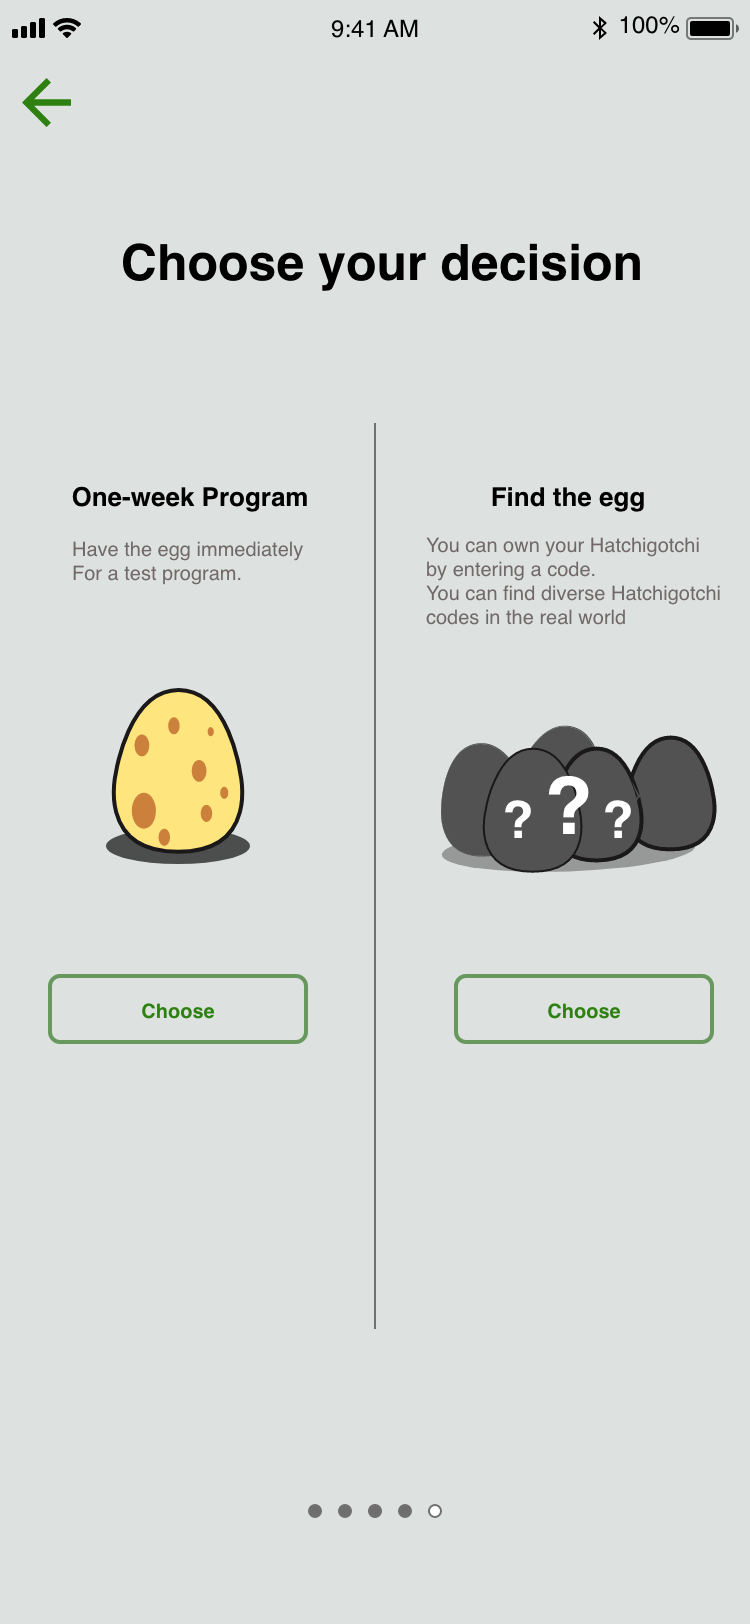 9:41 AM
100%
Choose your decision
One-week Program
Have the egg immediately
For a test program.
Choose
Find the egg
You can own your Hatchigotchi
by entering a code.
You can find diverse Hatchigotchi
codes in the real world
? ? ?
Choose